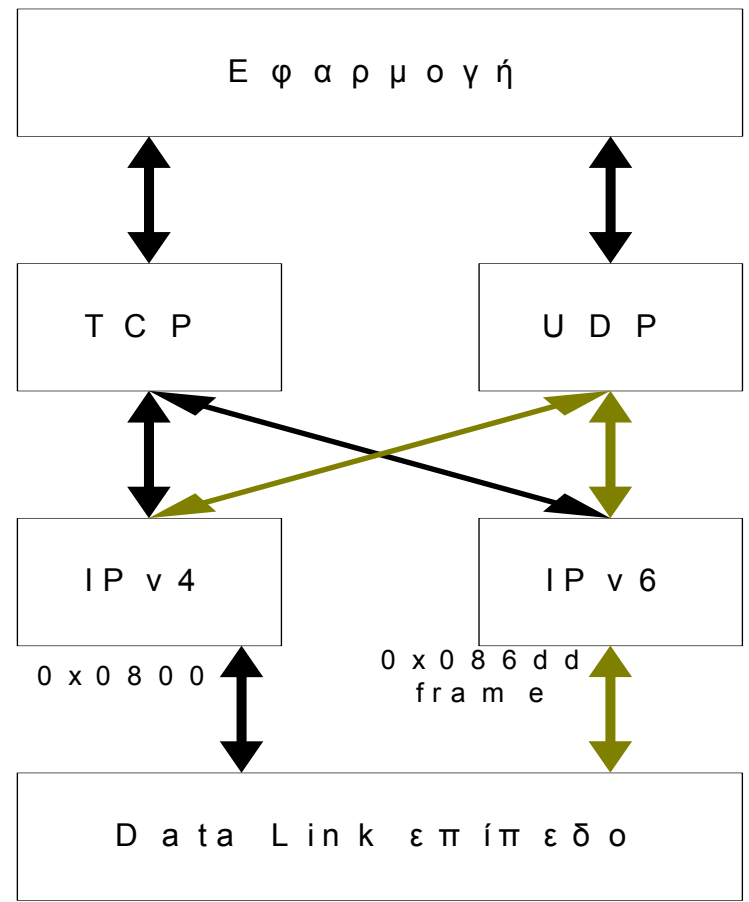 Εφαρμογή
TCP
UDP
IPv4
IPv6
0x0800
0x086dd
frame
Data Link επίπεδο